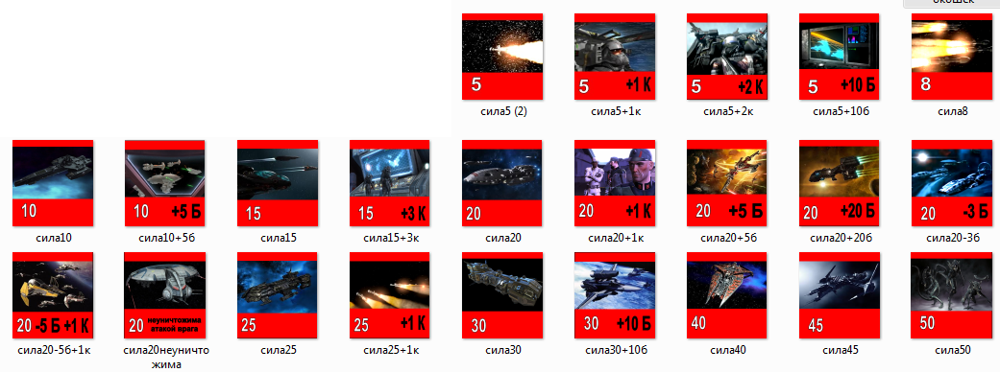 окошек
5
5 +1 К
5 +2 К
5 +10 Б
8
сила5 (2)
сила5+1к
сила5+2к
сила5+10б
сила8
10
10 +5 Б
15
15 +3 К
20
20 +1 К
20 +5 Б
20 +20 Б
20 -3 Б
сила10
сила10+5б
сила15
сила15+3к
сила20
сила20+1к
сила20+5б
сила20+20б
сила20-3б
20 -5 Б +1 К
20 неуничтожима
атакой врага
25
25 +1 К
30
30 +10 Б
40
45
50
сила20-5б+1к
сила20неуничто
жима
сила25
сила25+1к
сила30
сила30+10б
сила40
сила45
сила50